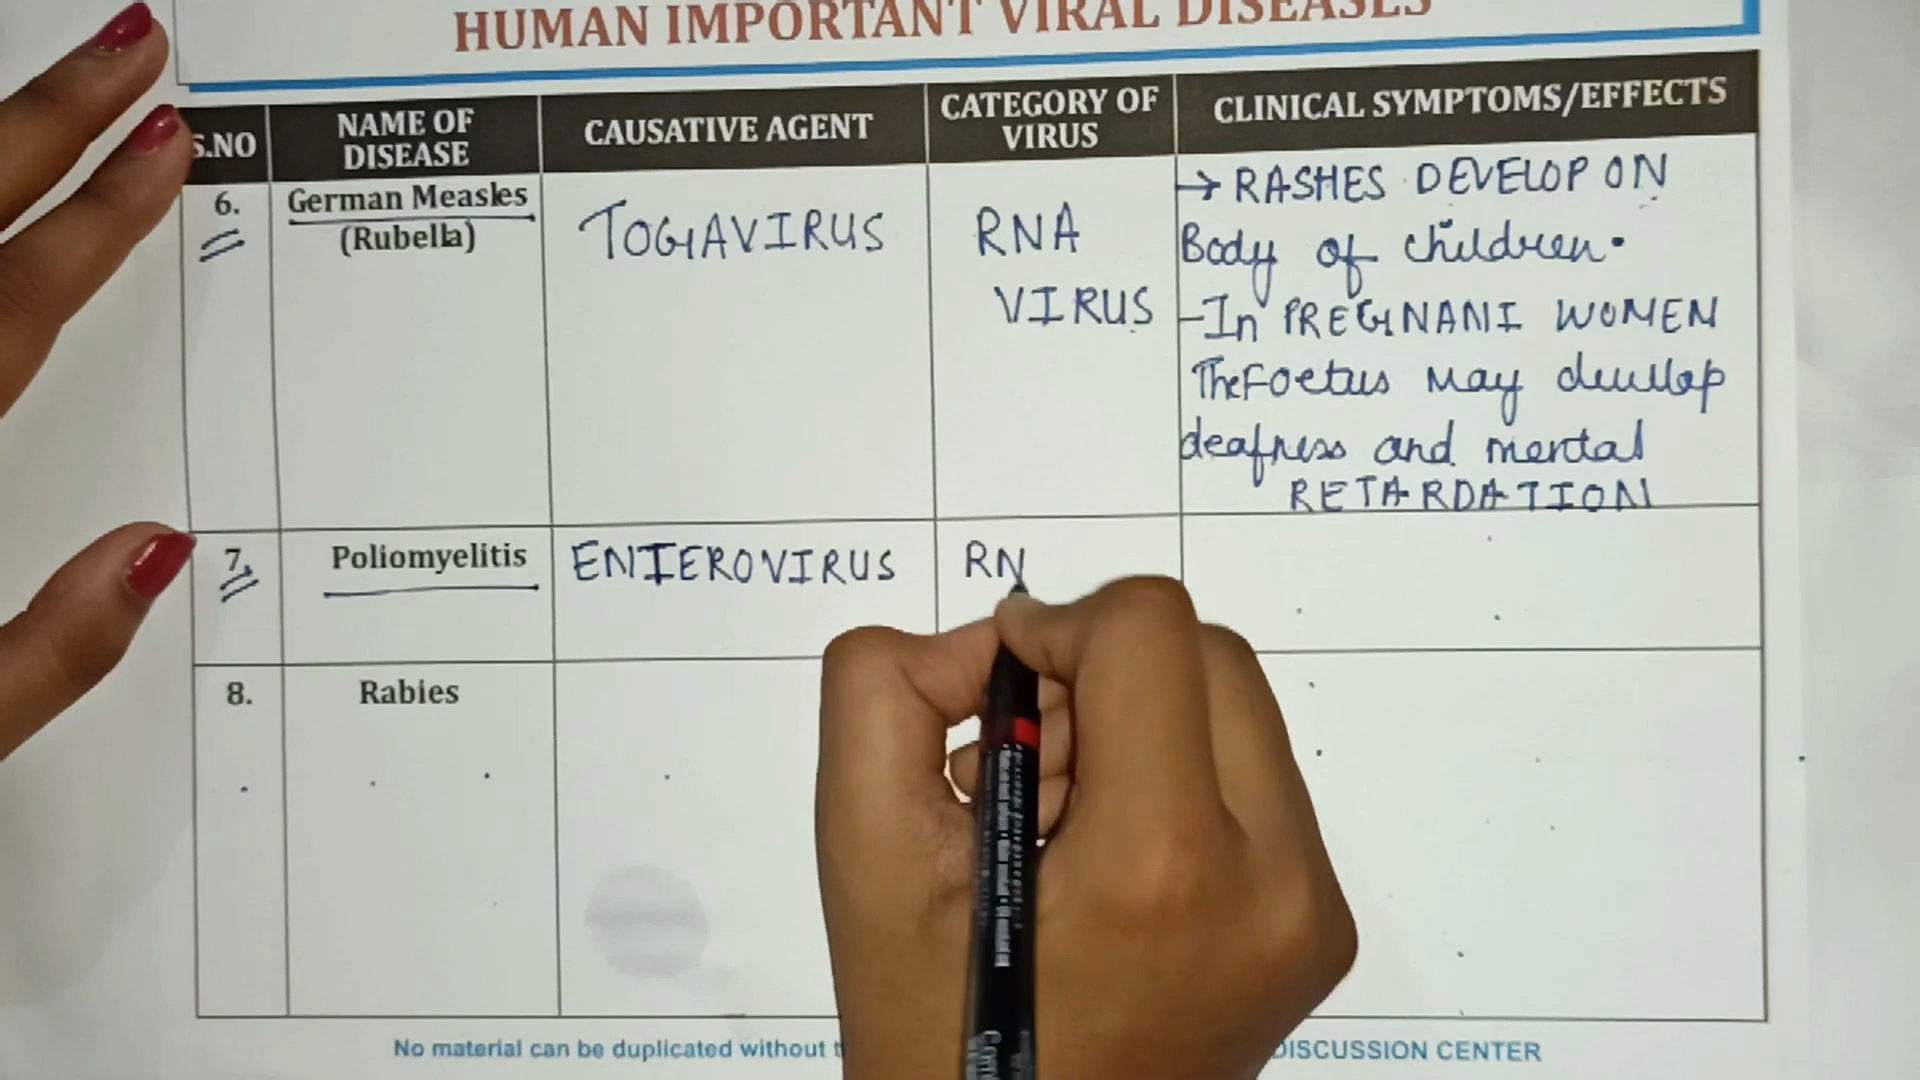 HUMAN IMPORTANT VIRAL DISEASES
S.NO
NAME OF
DISEASE
CAUSATIVE AGENT
CATEGORY OF
VIRUS
CLINICAL SYMPTOMS/EFFECTS
6.
German Measles
(Rubella)
TOGAVIRUS
RNA
VIRUS
→ RASHES DEVELOP ON
Body of children.
-In PREGNANT WOMEN
The Foetus may develop
deafness and mental
RETARDATION
7.
Poliomyelitis
ENTEROVIRUS
RN
8.
Rabies
No material can be duplicated without
DISCUSSION CENTER